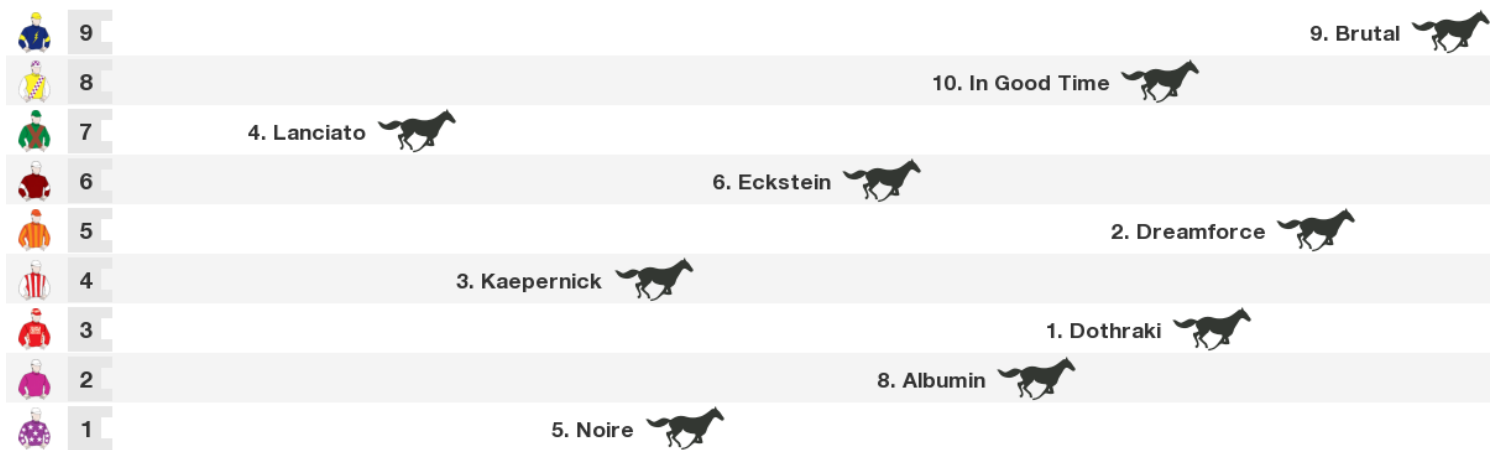 9 9. Brutal
8 10. In Good Time
7 4. Lanciato
6 6. Eckstein
5 2. Dreamforce
4 3. Kaepernick
3 1. Dothraki
2 8. Albumin
1 5. Noire